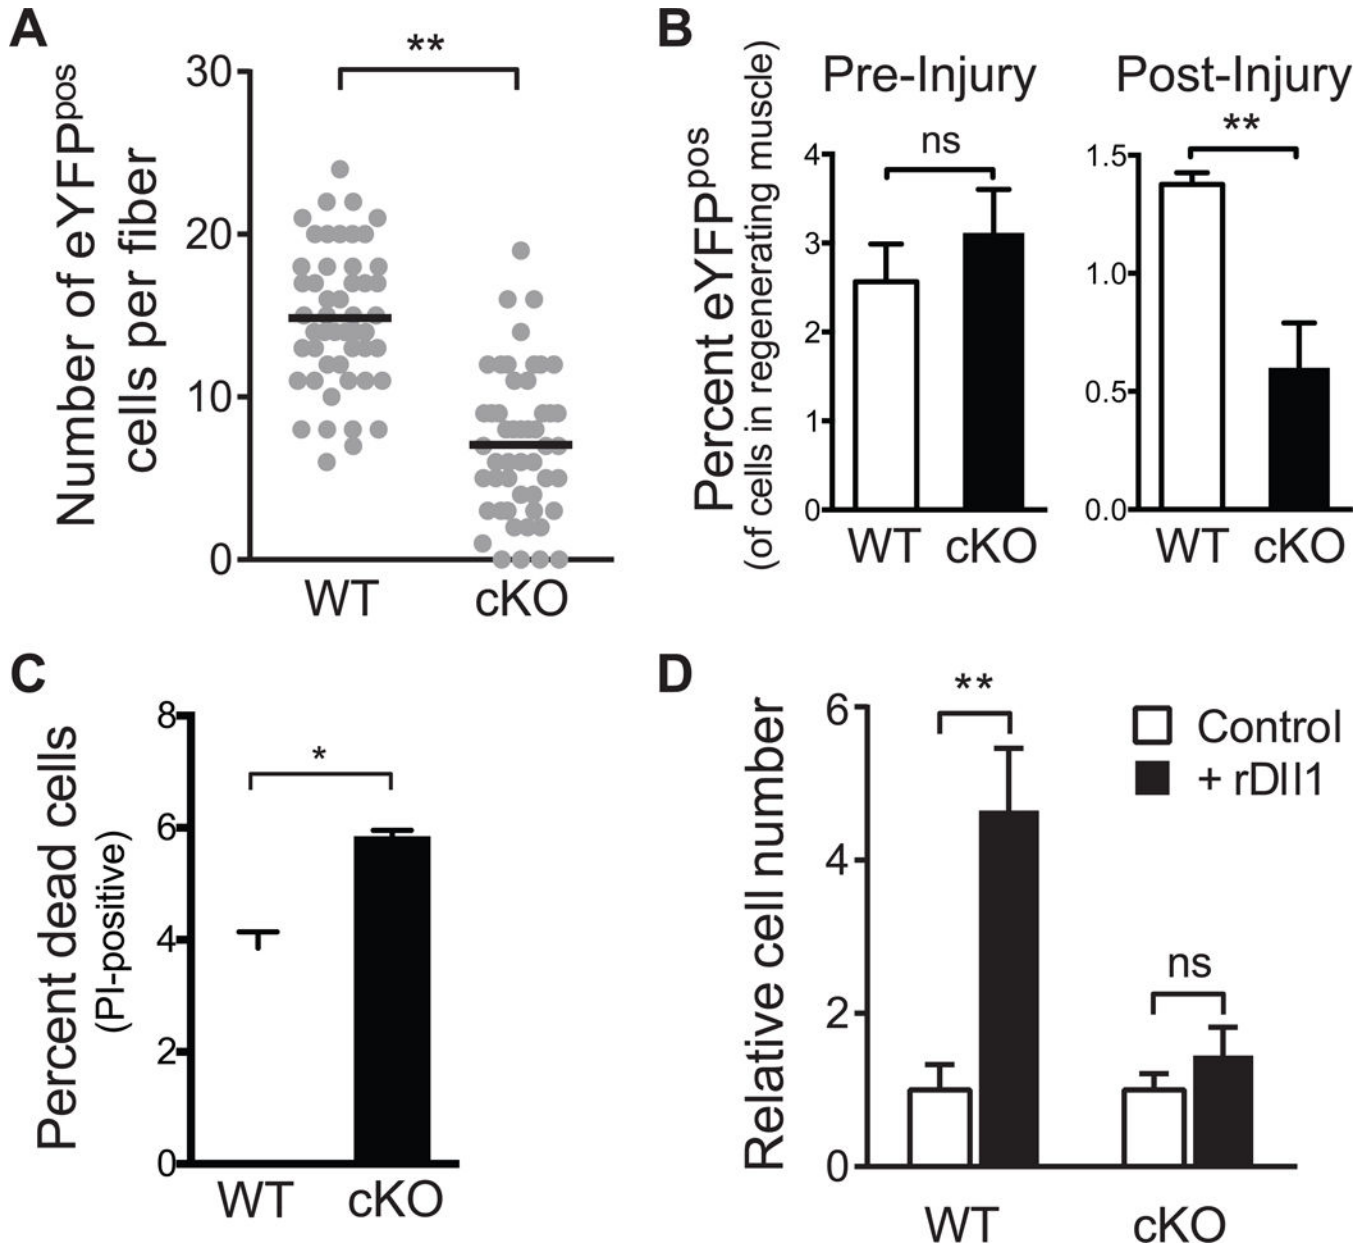 A
Number of eYFPpos
cells per fiber
30
20
10
0
**
WT
cKO
B
Percent eYFPpos
(of cells in regenerating muscle)
Pre-Injury
ns
4
3
2
1
0
WT cKO
Post-Injury
**
1.5
1.0
0.5
0.0
WT cKO
C
Percent dead cells
(PI-positive)
8
6
4
2
0
*
WT cKO
D
Relative cell number
6
4
2
0
**
ns
Control
+ rDll1
WT
cKO